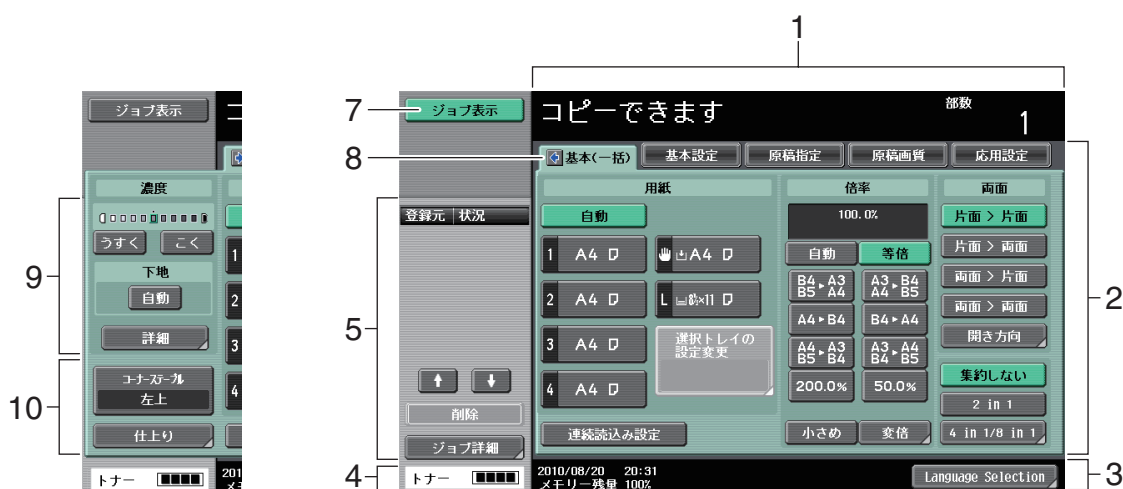 1
ジョブ表示
コ
濃度
うすく
こく
1
下地
自動
2
詳細
3
コーナーステープル
左上
4
仕上り
トナー
201
メモ
9
10
7
ジョブ表示
コピーできます
部数
1
8
基本(一括)
基本設定
原稿指定
原稿画質
応用設定
登録元 状況
用紙
自動
1 A4
A4
2 A4
L 8½×11
3 A4
選択トレイの
設定変更
4 A4
連続読込み設定
倍率
100.0%
自動
等倍
B4▸A3
B5 A4
A3▸B4
A4 B5
A4▸B4
B4▸A4
A4▸A3
B5 B4
A3▸A4
B4 B5
200.0%
50.0%
小さめ
変倍
両面
片面 > 片面
片面 > 両面
両面 > 片面
両面 > 両面
開き方向
集約しない
2 in 1
4 in 1/8 in 1
2
5
削除
ジョブ詳細
4
トナー
2010/08/20 20:31
メモリー残量 100%
Language Selection
3